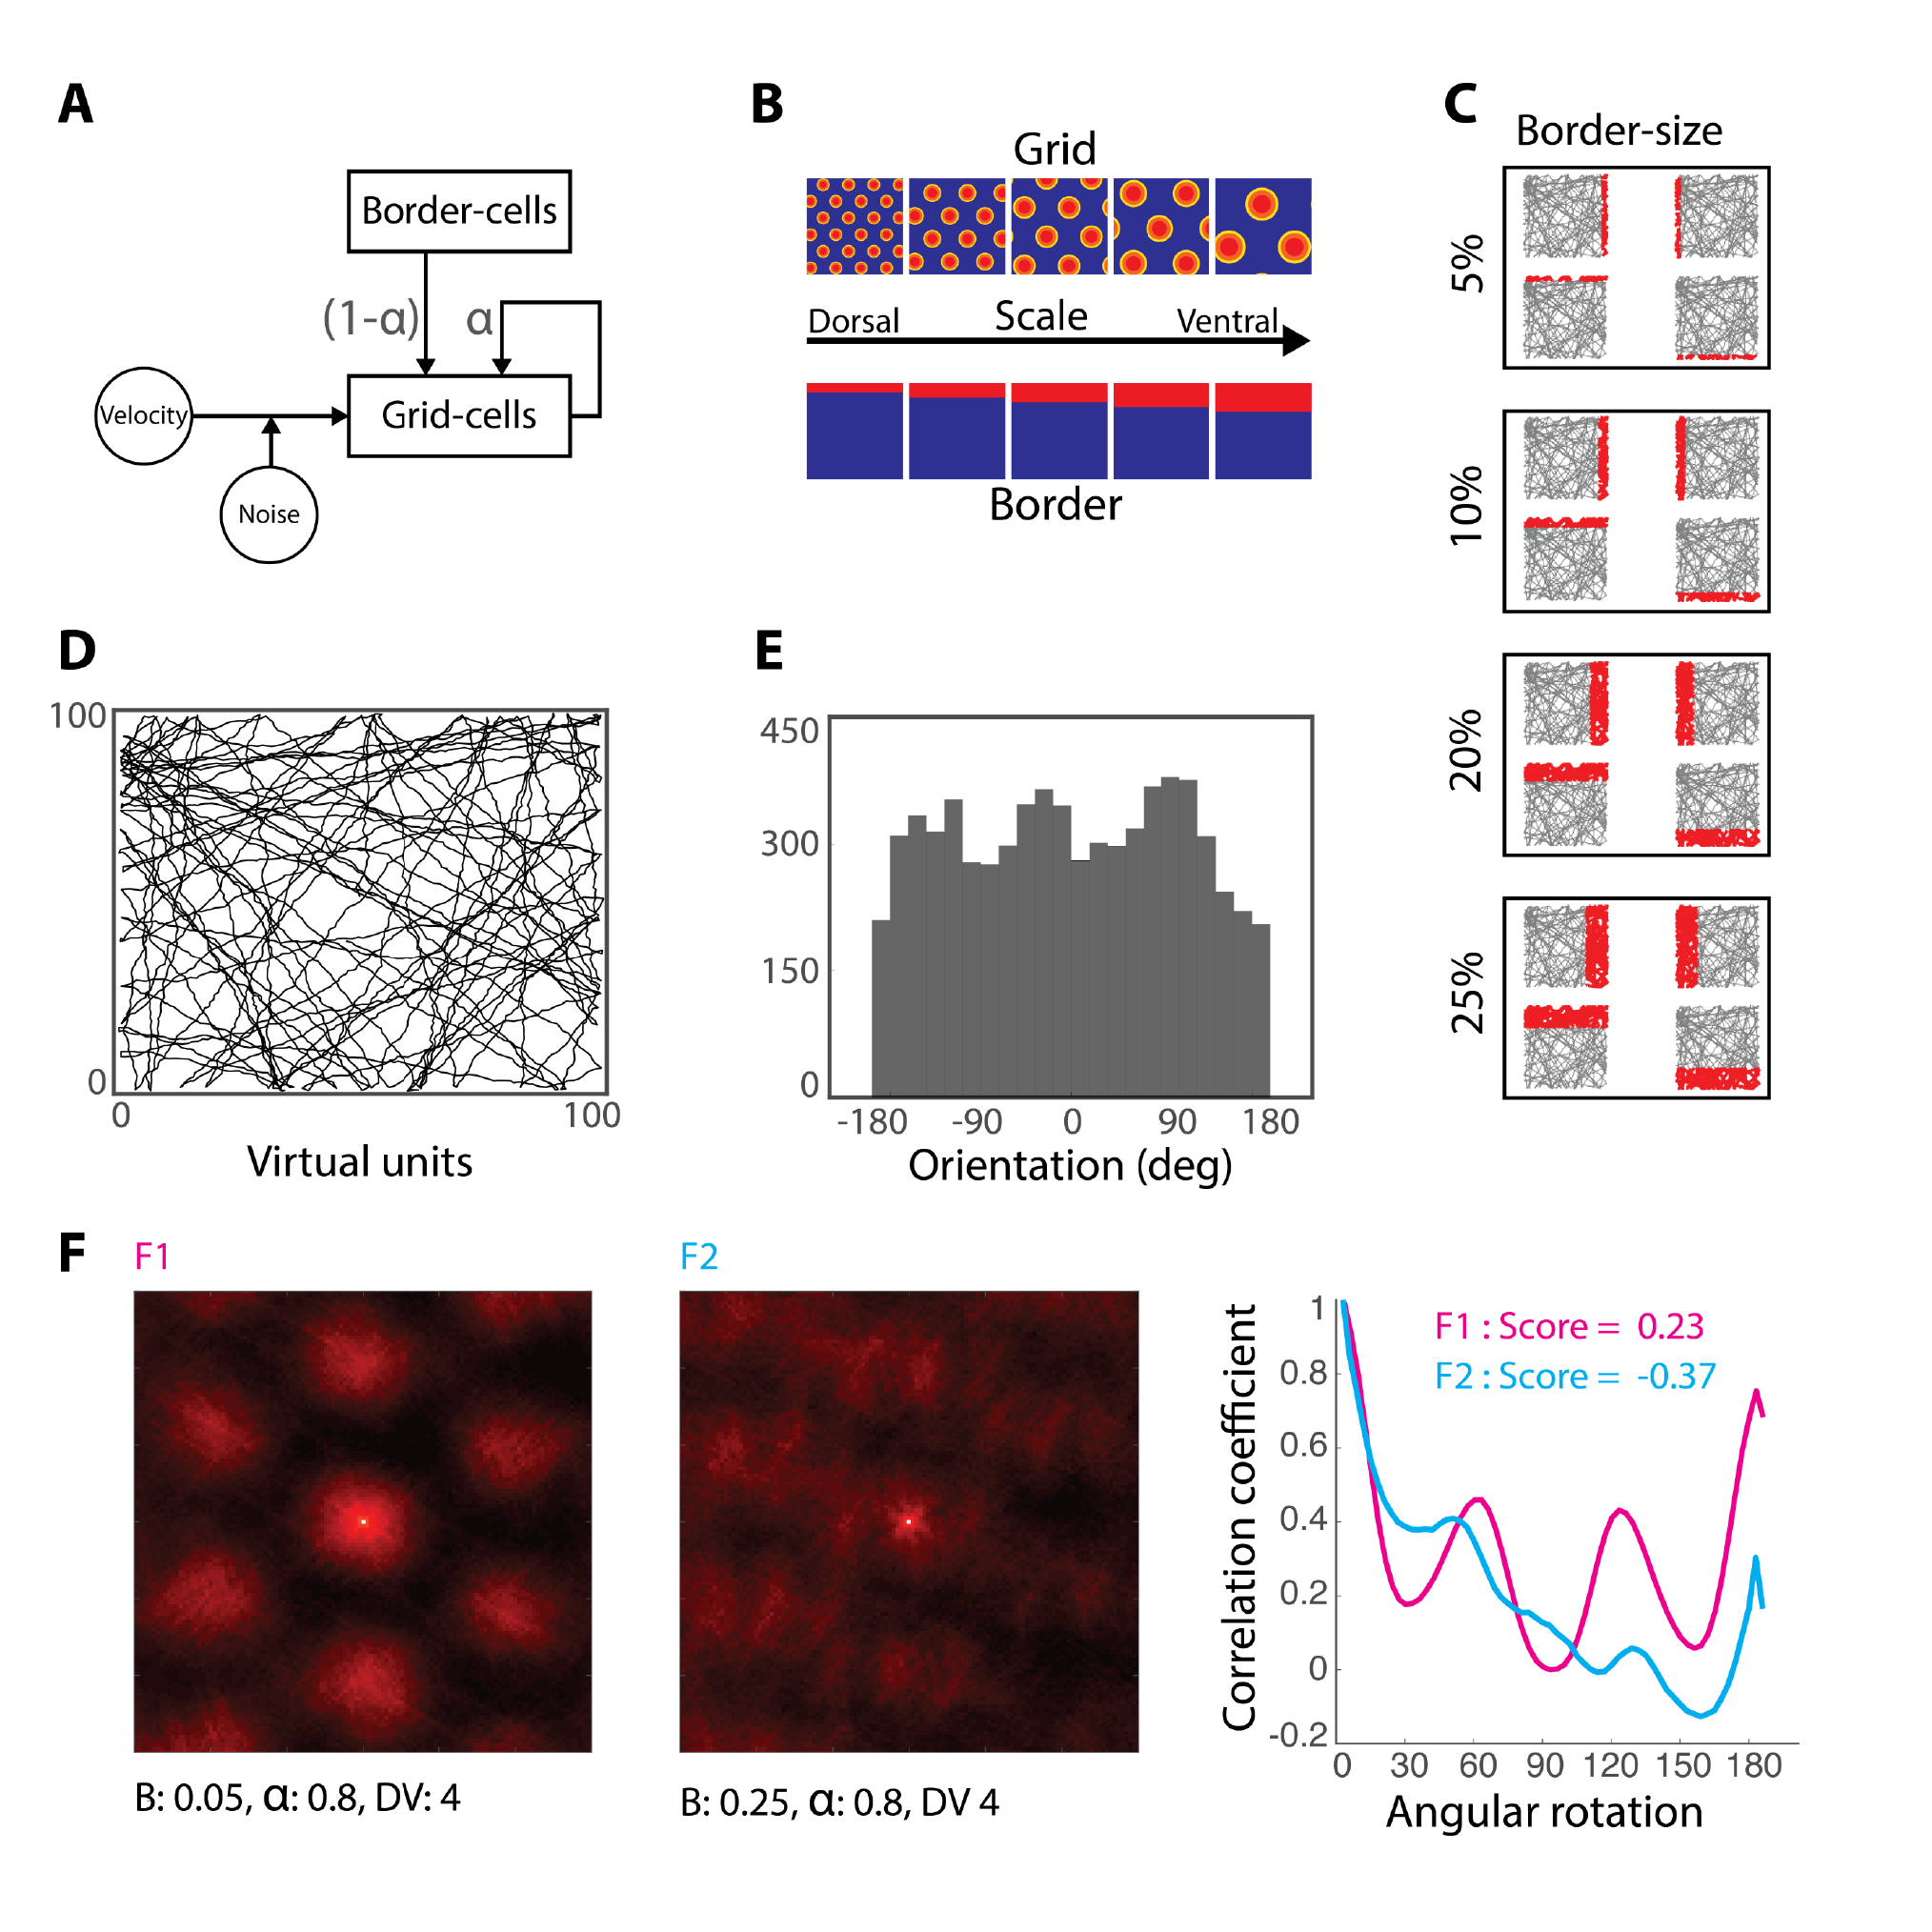 A
Border-cells
(1-α)
α
Velocity
Grid-cells
Noise
B
Grid
Dorsal
Scale
Ventral
Border
C
Border-size
5%
10%
20%
25%
D
100
0
0
100
Virtual units
E
450
300
150
0
-180
-90
0
90
180
Orientation (deg)
F
F1
B: 0.05, α: 0.8, DV: 4
F2
B: 0.25, α: 0.8, DV 4
Correlation coefficient
1
0.8
0.6
0.4
0.2
0
-0.2
F1 : Score = 0.23
F2 : Score = -0.37
0 30 60 90 120 150 180
Angular rotation